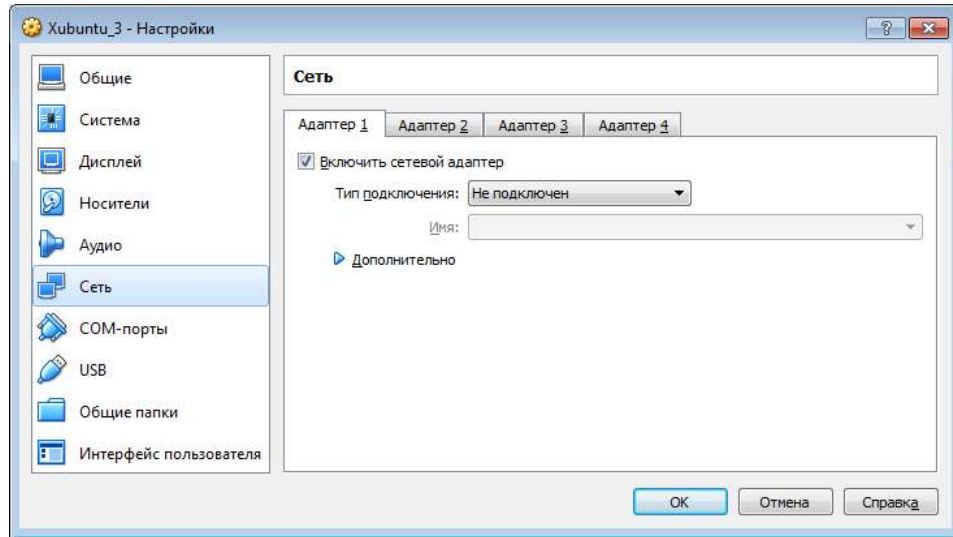 Xubuntu_3 - Настройки
Общие
Система
Дисплей
Носители
Аудио
Сеть
COM-порты
USB
Общие папки
Интерфейс пользователя
Сеть
Адаптер 1 Адаптер 2 Адаптер 3 Адаптер 4
Включить сетевой адаптер
Тип подключения: Не подключен
Имя:
Дополнительно
OK Отмена Справка